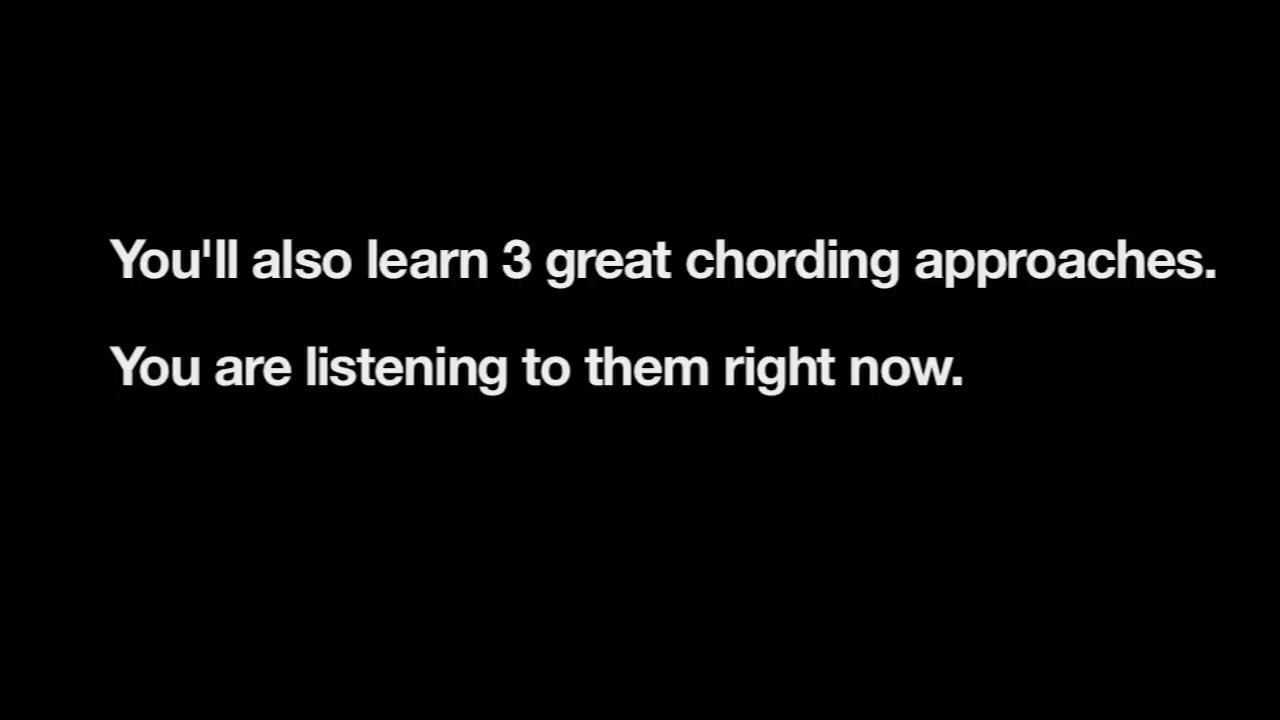 You'll also learn 3 great chording approaches.
You are listening to them right now.